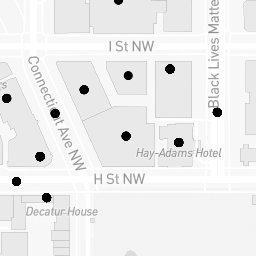 I St NW
Connecticut Ave NW
Black Lives Matte
Hay-Adams Hotel
H St NW
Decatur House